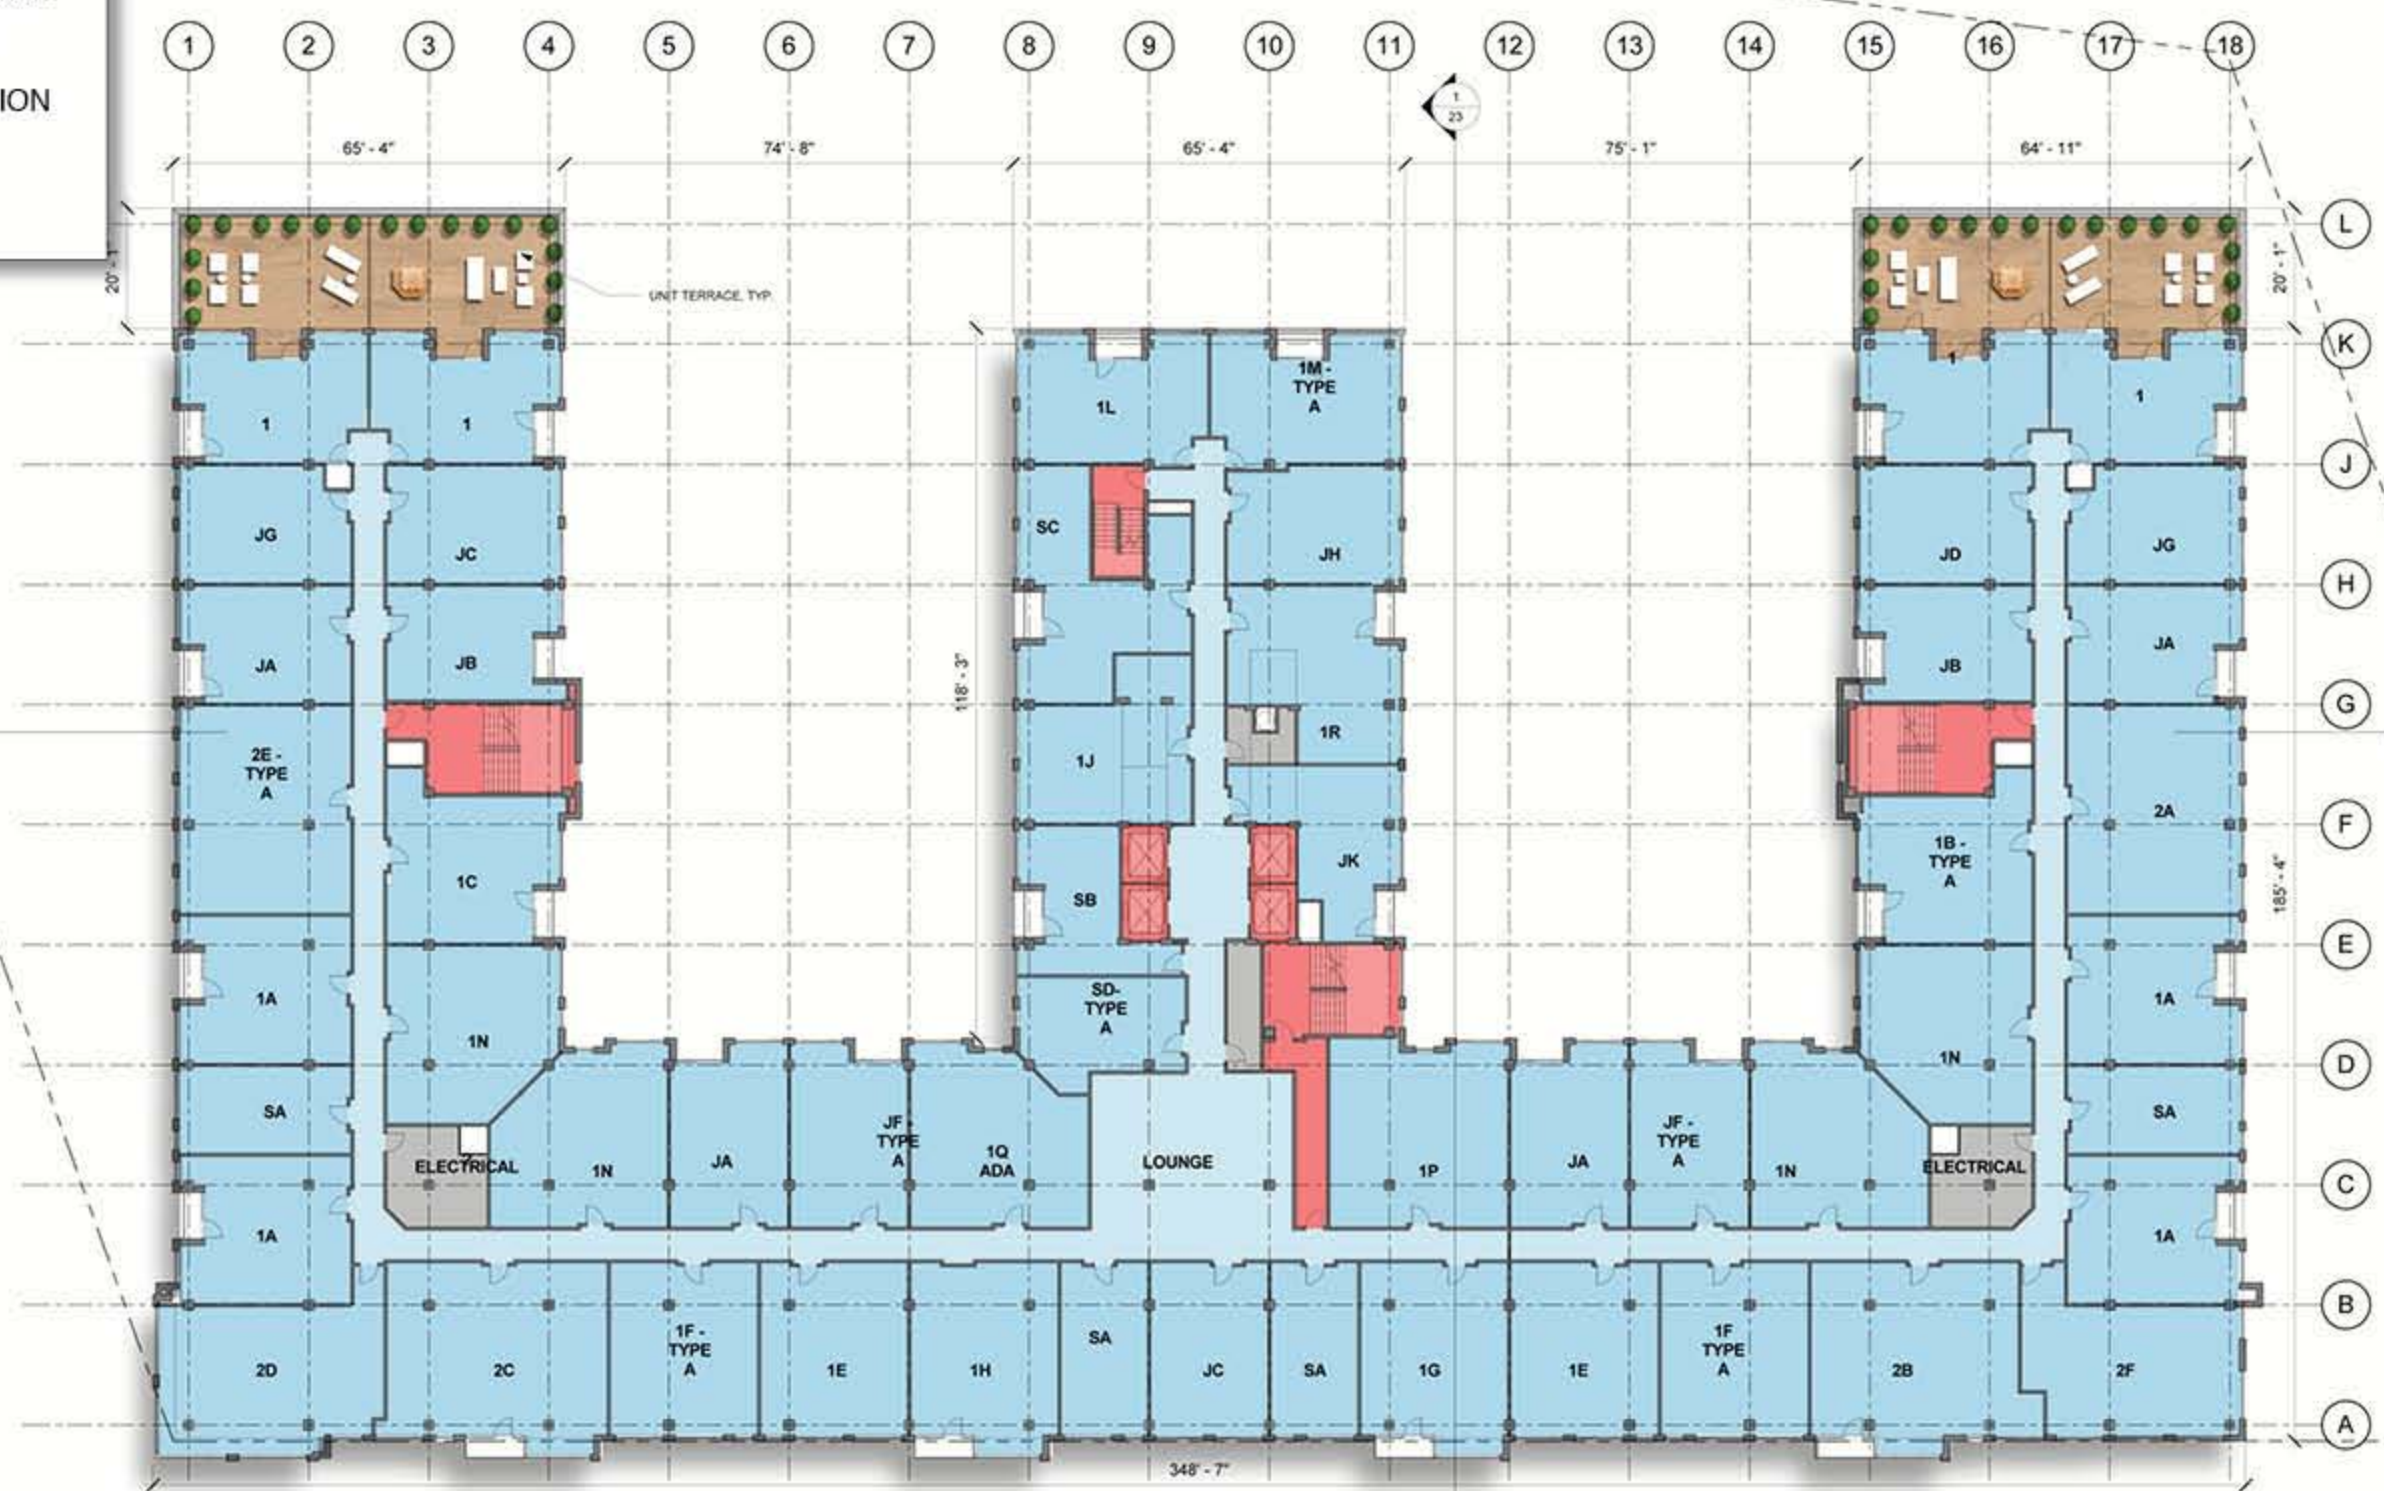 ION
1 2 3 4 5 6 7 8 9 10 11 12 13 14 15 16 17 18
1
23
65' - 4" 74' - 8" 65' - 4" 75' - 1" 64' - 11"
L
20' - 1"
20' - 1"
UNIT TERRACE, TYP.
K
1M -
TYPE
A
1
1L
1
1
1
J
SC
JG
JC
JH
JD
JG
H
JA
JB
118' - 3"
JB
JA
G
2E -
TYPE
A
1J
1R
2A
F
1C
SB
JK
1B -
TYPE
A
185' - 4"
E
1A
1N
SD-
TYPE
A
1N
1A
D
SA
ELECTRICAL
1N
JA
JF -
TYPE
A
1Q
ADA
LOUNGE
1P
JA
JF -
TYPE
A
1N
ELECTRICAL
SA
C
1A
1A
B
2D
2C
1F -
TYPE
A
1E
1H
SA
JC
SA
1G
1E
1F
TYPE
A
2B
2F
A
348' - 7"